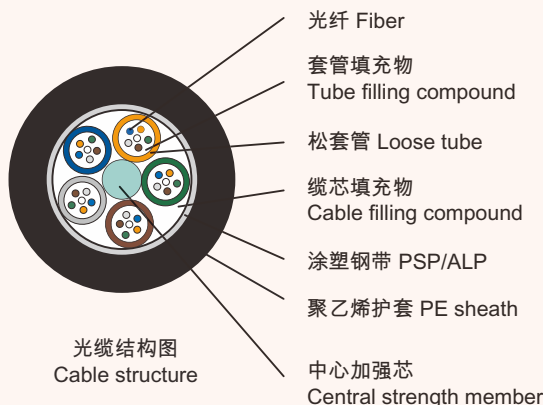 光纤 Fiber
套管填充物
Tube filling compound
松套管 Loose tube
缆芯填充物
Cable filling compound
涂塑钢带 PSP/ALP
聚乙烯护套 PE sheath
中心加强芯
Central strength member
光缆结构图
Cable structure